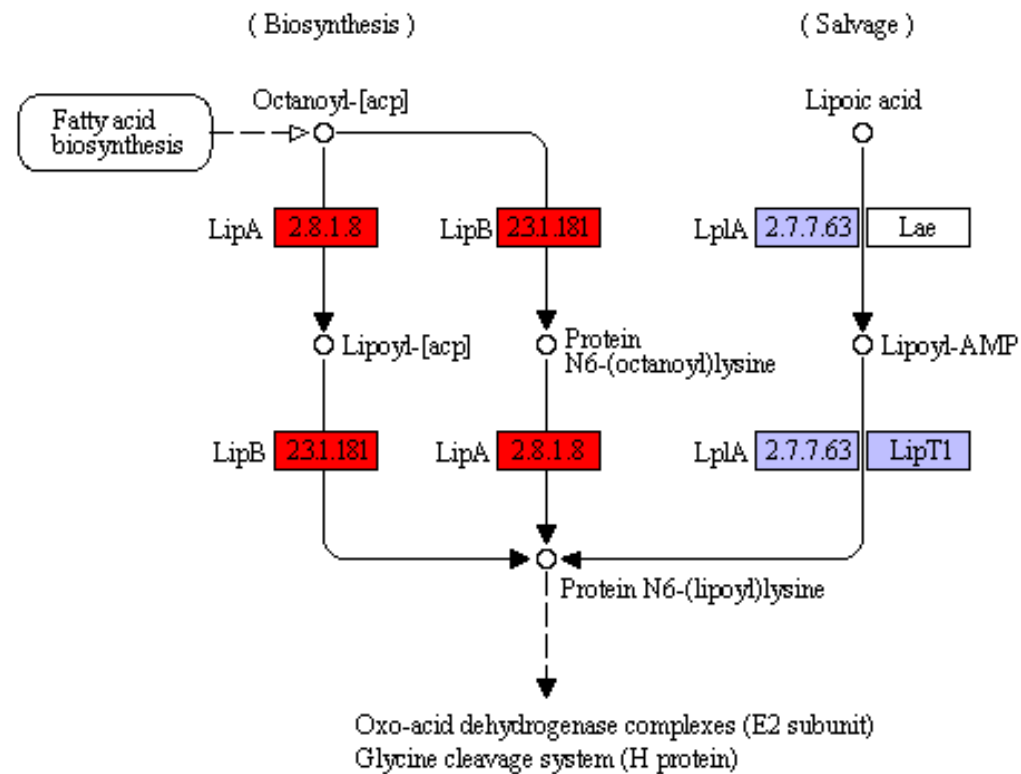 ( Biosynthesis )
( Salvage )
Fatty acid
biosynthesis
Octanoyl-[acp]
Lipoic acid
LipA 2.8.1.8
LipB 2.3.1.181
LplA 2.7.7.63 Lae
Lipoyl-[acp]
Protein
N6-(octanoyl)lysine
Lipoyl-AMP
LipB 2.3.1.181
LipA 2.8.1.8
LplA 2.7.7.63 LipT1
Protein N6-(lipoyl)lysine
Oxo-acid dehydrogenase complexes (E2 subunit)
Glycine cleavage system (H protein)